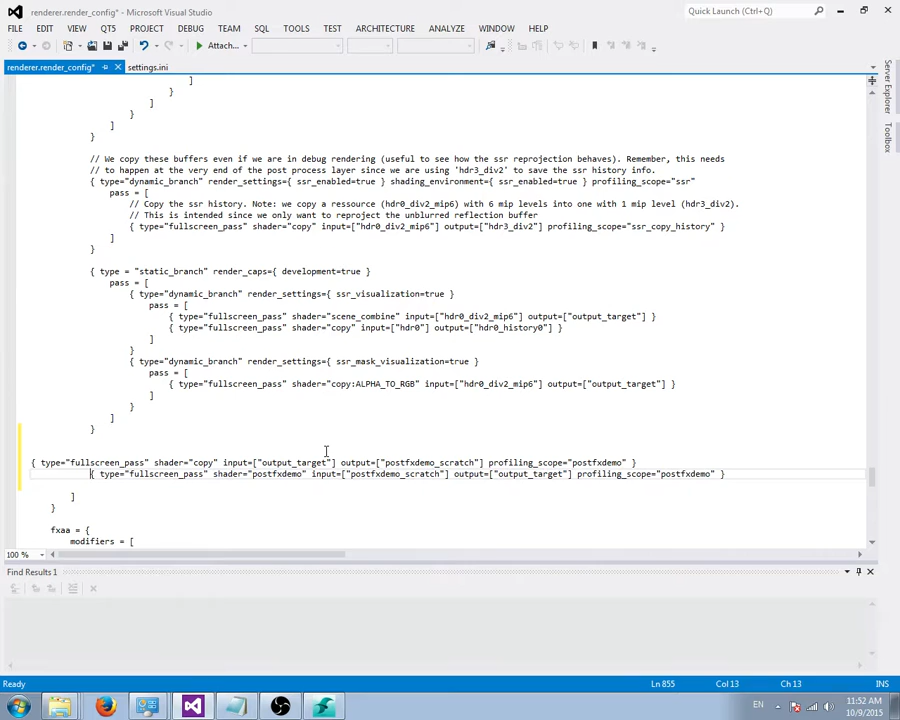 renderer.render_config* - Microsoft Visual Studio
Quick Launch (Ctrl+Q)
FILE EDIT VIEW QT5 PROJECT DEBUG TEAM SQL TOOLS TEST ARCHITECTURE ANALYZE WINDOW HELP
Attach...
renderer.render_config* settings.ini
Server Explorer
Toolbox
]
}
]
}
]
}
// We copy these buffers even if we are in debug rendering (useful to see how the ssr reprojection behaves). Remember, this needs
// to happen at the very end of the post process layer since we are using 'hdr3_div2' to save the ssr history info.
{ type="dynamic_branch" render_settings={ ssr_enabled=true } shading_environment={ ssr_enabled=true } profiling_scope="ssr"
pass = [
// Copy the ssr history. Note: we copy a ressource (hdr0_div2_mip6) with 6 mip levels into one with 1 mip level (hdr3_div2).
// This is intended since we only want to reproject the unblurred reflection buffer
{ type="fullscreen_pass" shader="copy" input=["hdr0_div2_mip6"] output=["hdr3_div2"] profiling_scope="ssr_copy_history" }
]
}
{ type = "static_branch" render_caps={ development=true }
pass = [
{ type="dynamic_branch" render_settings={ ssr_visualization=true }
pass = [
{ type="fullscreen_pass" shader="scene_combine" input=["hdr0_div2_mip6"] output=["output_target"] }
{ type="fullscreen_pass" shader="copy" input=["hdr0"] output=["hdr0_history0"] }
]
}
{ type="dynamic_branch" render_settings={ ssr_mask_visualization=true }
pass = [
{ type="fullscreen_pass" shader="copy:ALPHA_TO_RGB" input=["hdr0_div2_mip6"] output=["output_target"] }
]
}
]
}
{ type="fullscreen_pass" shader="copy" input=["output_target"] output=["postfxdemo_scratch"] profiling_scope="postfxdemo" }
{ type="fullscreen_pass" shader="postfxdemo" input=["postfxdemo_scratch"] output=["output_target"] profiling_scope="postfxdemo" }
]
}
fxaa = {
modifiers = [
100 %
Find Results 1
Ready Ln 855 Col 13 Ch 13 INS
EN 11:52 AM
10/9/2015